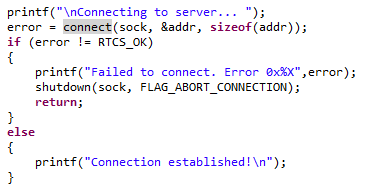 printf("\nConnecting to server... ");
error = connect(sock, &addr, sizeof(addr));
if (error != RTCS_OK)
{
    printf("Failed to connect. Error 0x%X",error);
    shutdown(sock, FLAG_ABORT_CONNECTION);
    return;
}
else
{
    printf("Connection established!\n");
}